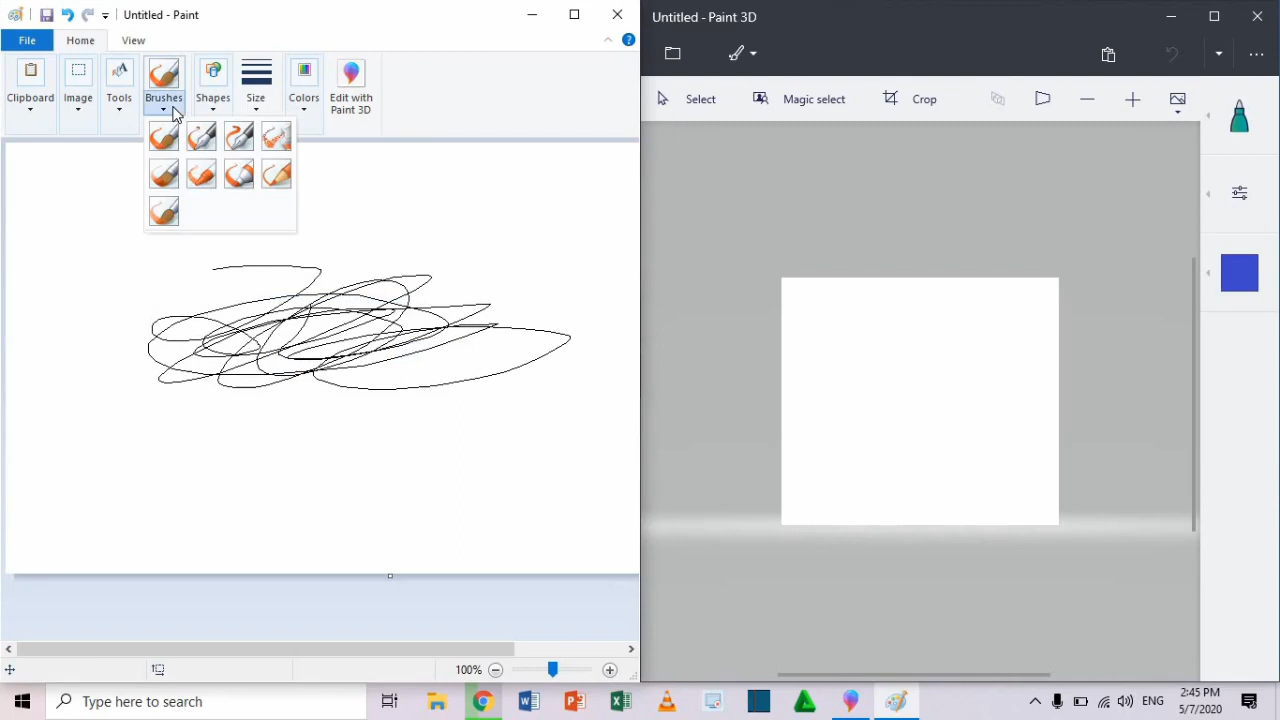 Untitled - Paint
File
Home
View
Clipboard
Image
Tools
Brushes
Shapes
Size
Colors
Edit with
Paint 3D
100%
Untitled - Paint 3D
Select
Magic select
Crop
Type here to search
ENG
2:45 PM
5/7/2020